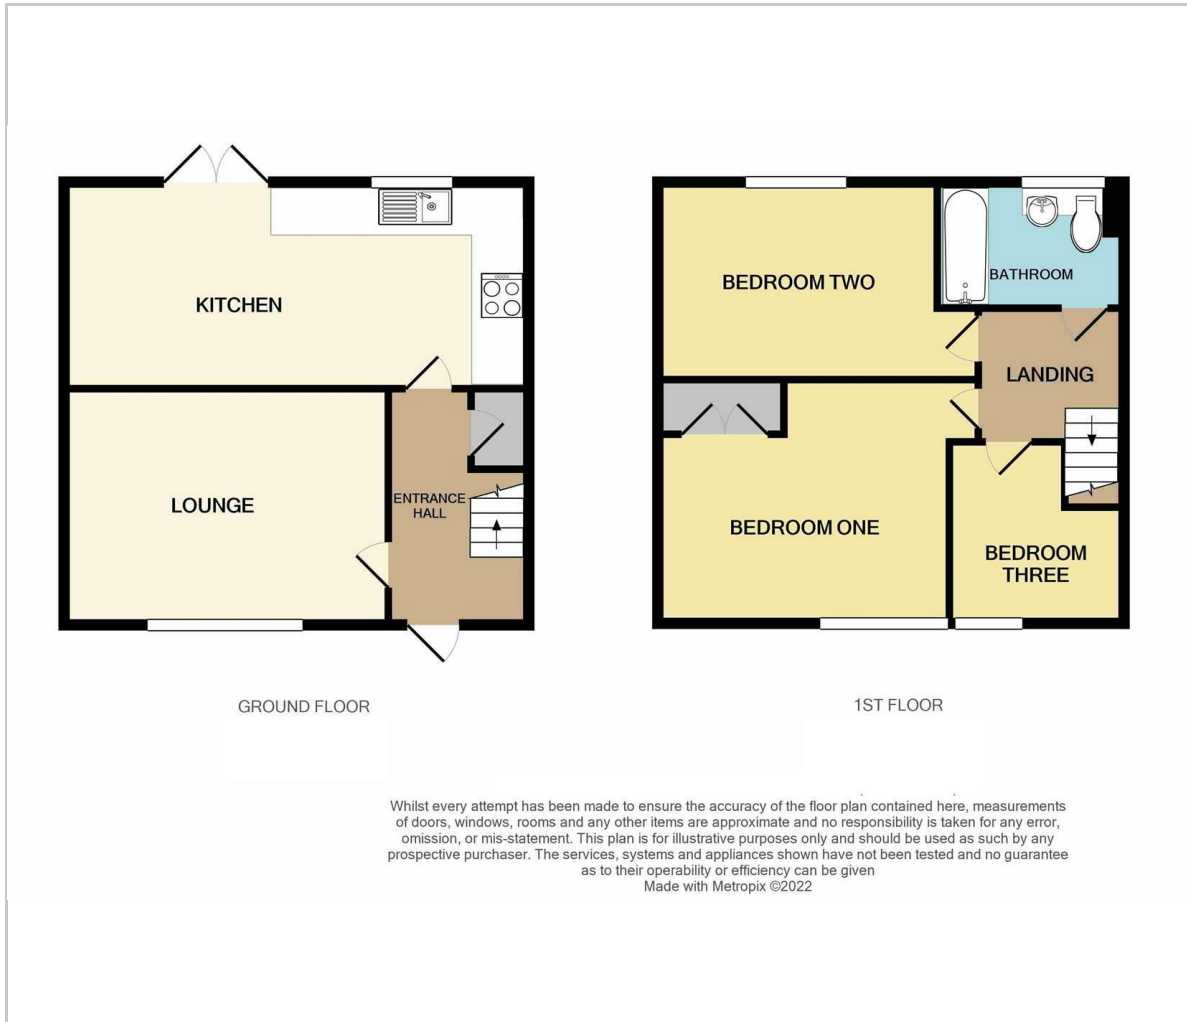 KITCHEN
LOUNGE
ENTRANCE
HALL
GROUND FLOOR
BEDROOM TWO
BATHROOM
LANDING
BEDROOM ONE
BEDROOM
THREE
1ST FLOOR
Whilst every attempt has been made to ensure the accuracy of the floor plan contained here, measurements
of doors, windows, rooms and any other items are approximate and no responsibility is taken for any error,
omission, or mis-statement. This plan is for illustrative purposes only and should be used as such by any
prospective purchaser. The services, systems and appliances shown have not been tested and no guarantee
as to their operability or efficiency can be given
Made with Metropix ©2022